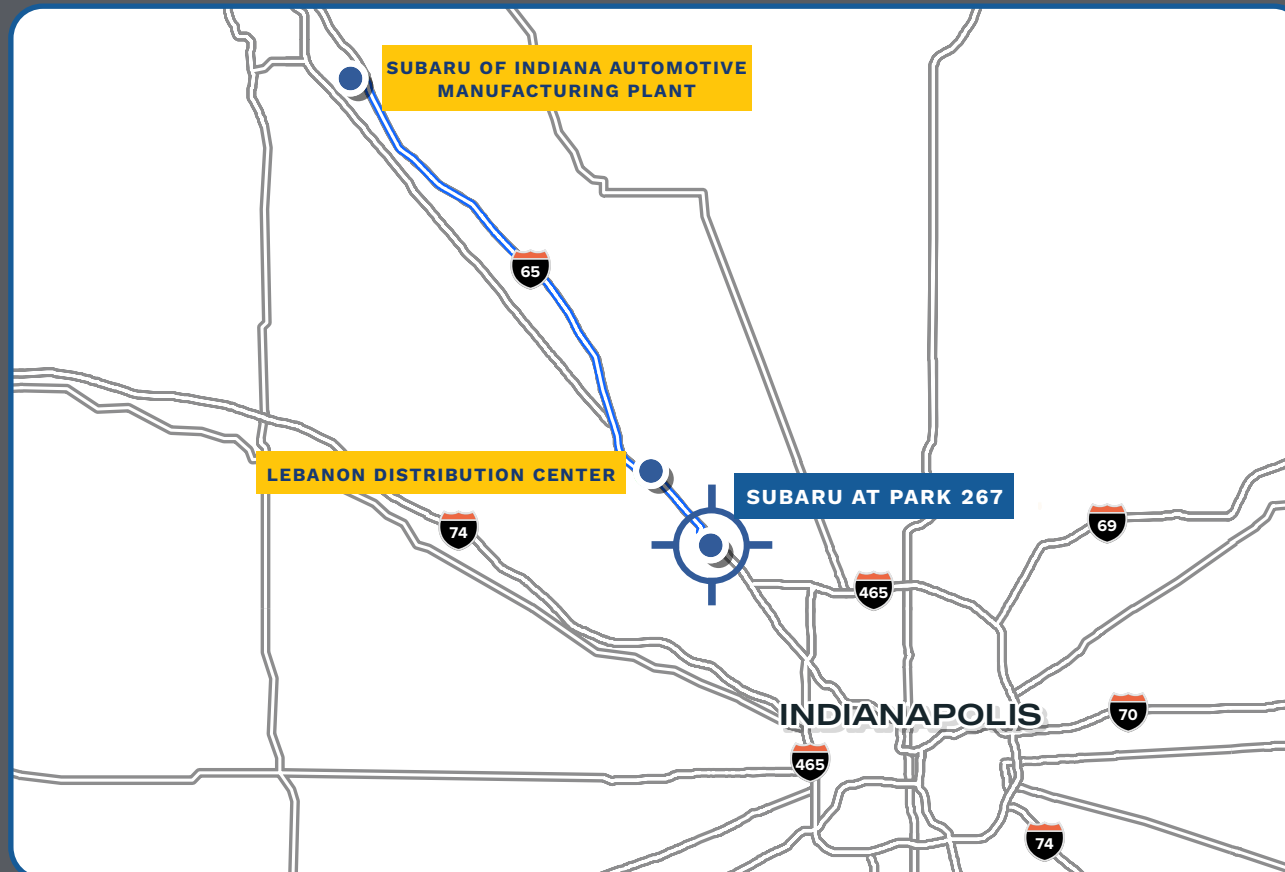 SUBARU OF INDIANA AUTOMOTIVE
MANUFACTURING PLANT
65
LEBANON DISTRIBUTION CENTER
SUBARU AT PARK 267
74
69
465
INDIANAPOLIS
70
465
74